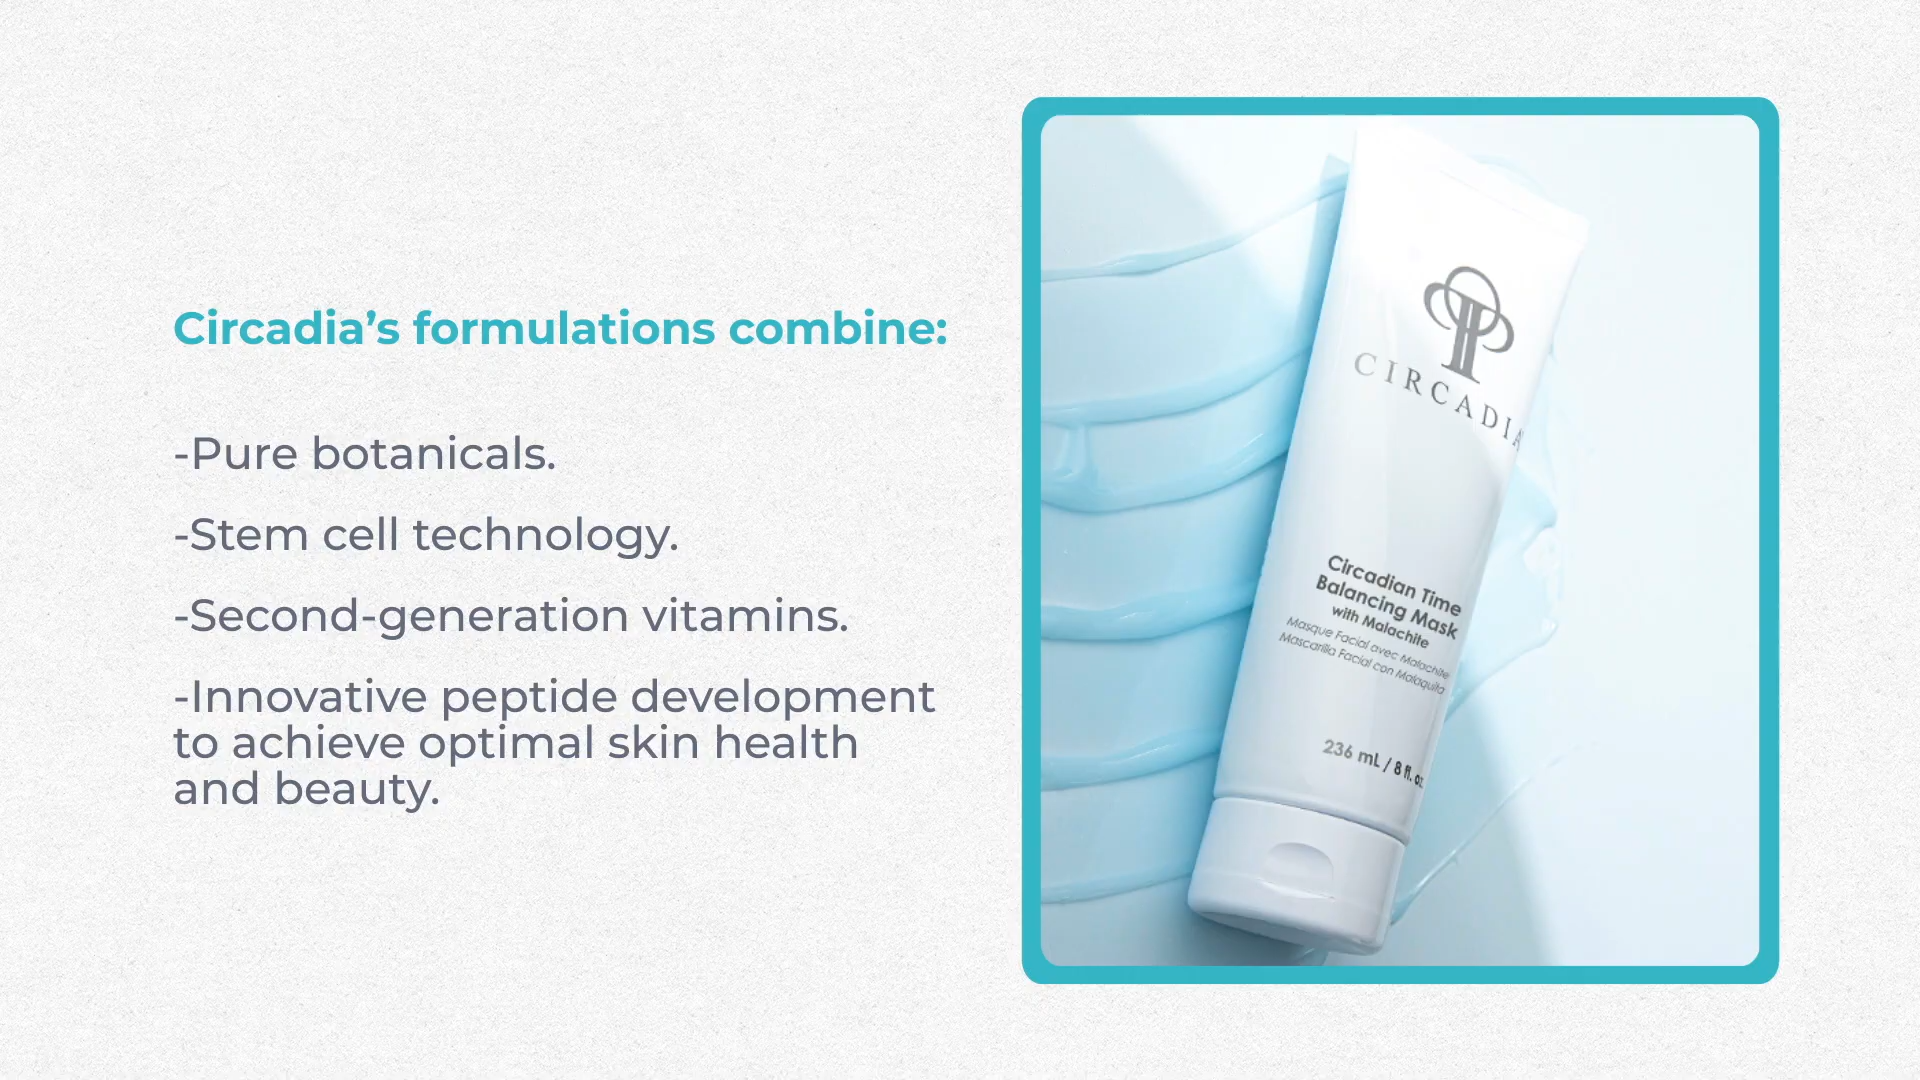 Circadia’s formulations combine:
-Pure botanicals.
-Stem cell technology.
-Second-generation vitamins.
-Innovative peptide development
to achieve optimal skin health
and beauty.
CIRCADIA
Circadian Time
Balancing Mask
with Malachite
Masque Facial avec Malachite
Mascarilla Facial con Malaquita
236 mL / 8 fl. oz.